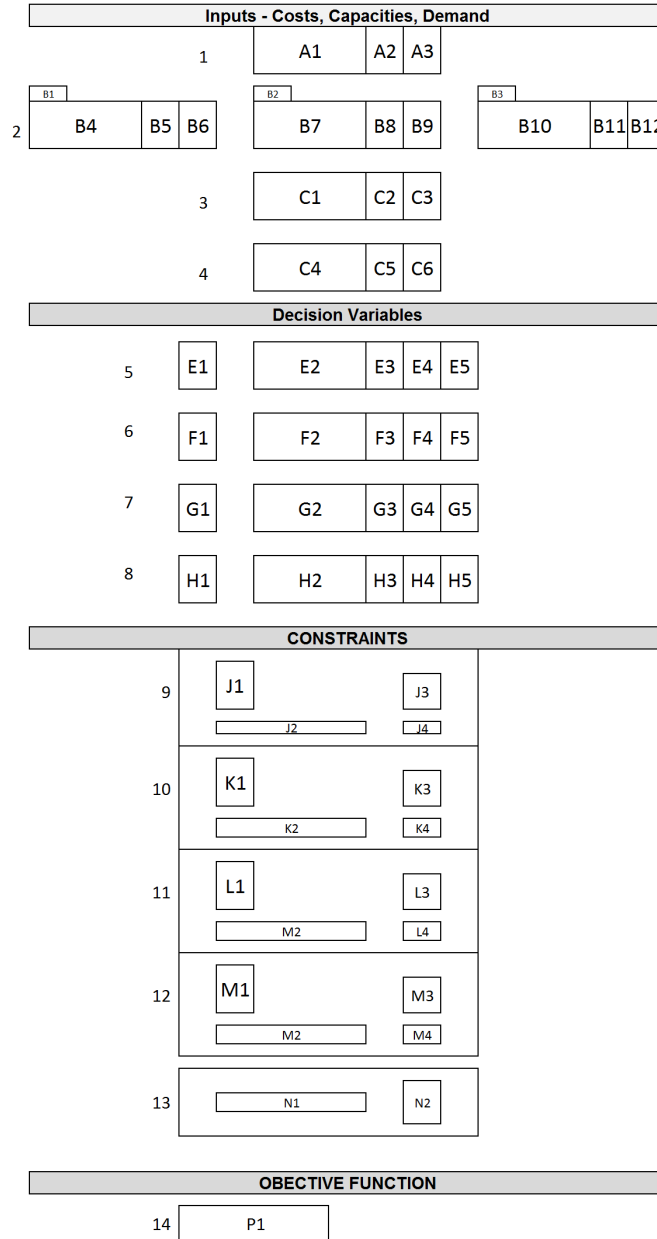 Inputs - Costs, Capacities, Demand
1 A1 A2 A3
B1 B2 B3
2 B4 B5 B6 B7 B8 B9 B10 B11 B12
3 C1 C2 C3
4 C4 C5 C6
Decision Variables
5 E1 E2 E3 E4 E5
6 F1 F2 F3 F4 F5
7 G1 G2 G3 G4 G5
8 H1 H2 H3 H4 H5
CONSTRAINTS
9 J1 J3
J2 J4
10 K1 K3
K2 K4
11 L1 L3
M2 L4
12 M1 M3
M2 M4
13 N1 N2
OBECTIVE FUNCTION
14 P1